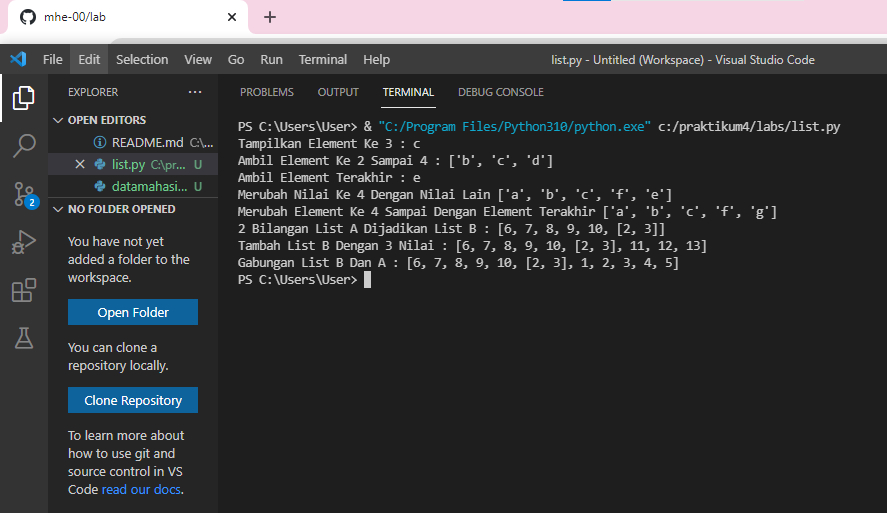 mhe-00/lab
File Edit Selection View Go Run Terminal Help
list.py - Untitled (Workspace) - Visual Studio Code
EXPLORER
OPEN EDITORS
README.md C:\...
list.py C:\pr... U
datamahasi... U
NO FOLDER OPENED
You have not yet
added a folder to the
workspace.
Open Folder
You can clone a
repository locally.
Clone Repository
To learn more about
how to use git and
source control in VS
Code read our docs.
2
PROBLEMS OUTPUT TERMINAL DEBUG CONSOLE
PS C:\Users\User> & "C:/Program Files/Python310/python.exe" c:/praktikum4/labs/list.py
Tampilkan Element Ke 3 : c
Ambil Element Ke 2 Sampai 4 : ['b', 'c', 'd']
Ambil Element Terakhir : e
Merubah Nilai Ke 4 Dengan Nilai Lain ['a', 'b', 'c', 'f', 'e']
Merubah Element Ke 4 Sampai Dengan Element Terakhir ['a', 'b', 'c', 'f', 'g']
2 Bilangan List A Dijadikan List B : [6, 7, 8, 9, 10, [2, 3]]
Tambah List B Dengan 3 Nilai : [6, 7, 8, 9, 10, [2, 3], 11, 12, 13]
Gabungan List B Dan A : [6, 7, 8, 9, 10, [2, 3], 1, 2, 3, 4, 5]
PS C:\Users\User>